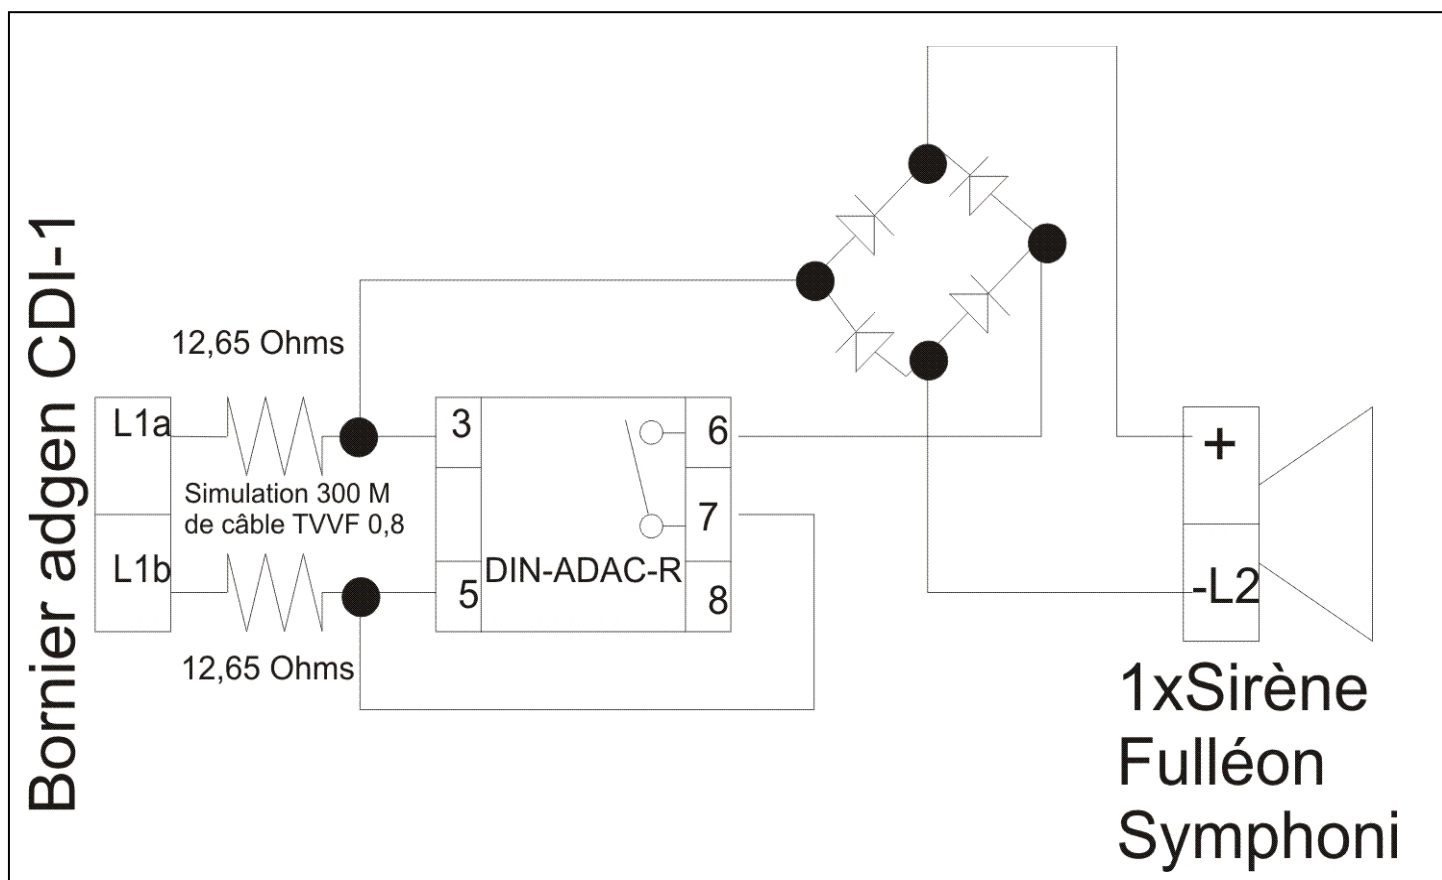 Bornier adgen CDI-1
12,65 Ohms
L1a
Simulation 300 M
de câble TVVF 0,8
L1b
12,65 Ohms
3
5
DIN-ADAC-R
6
7
8
+
-L2
1xSirène
Fulléon
Symphoni